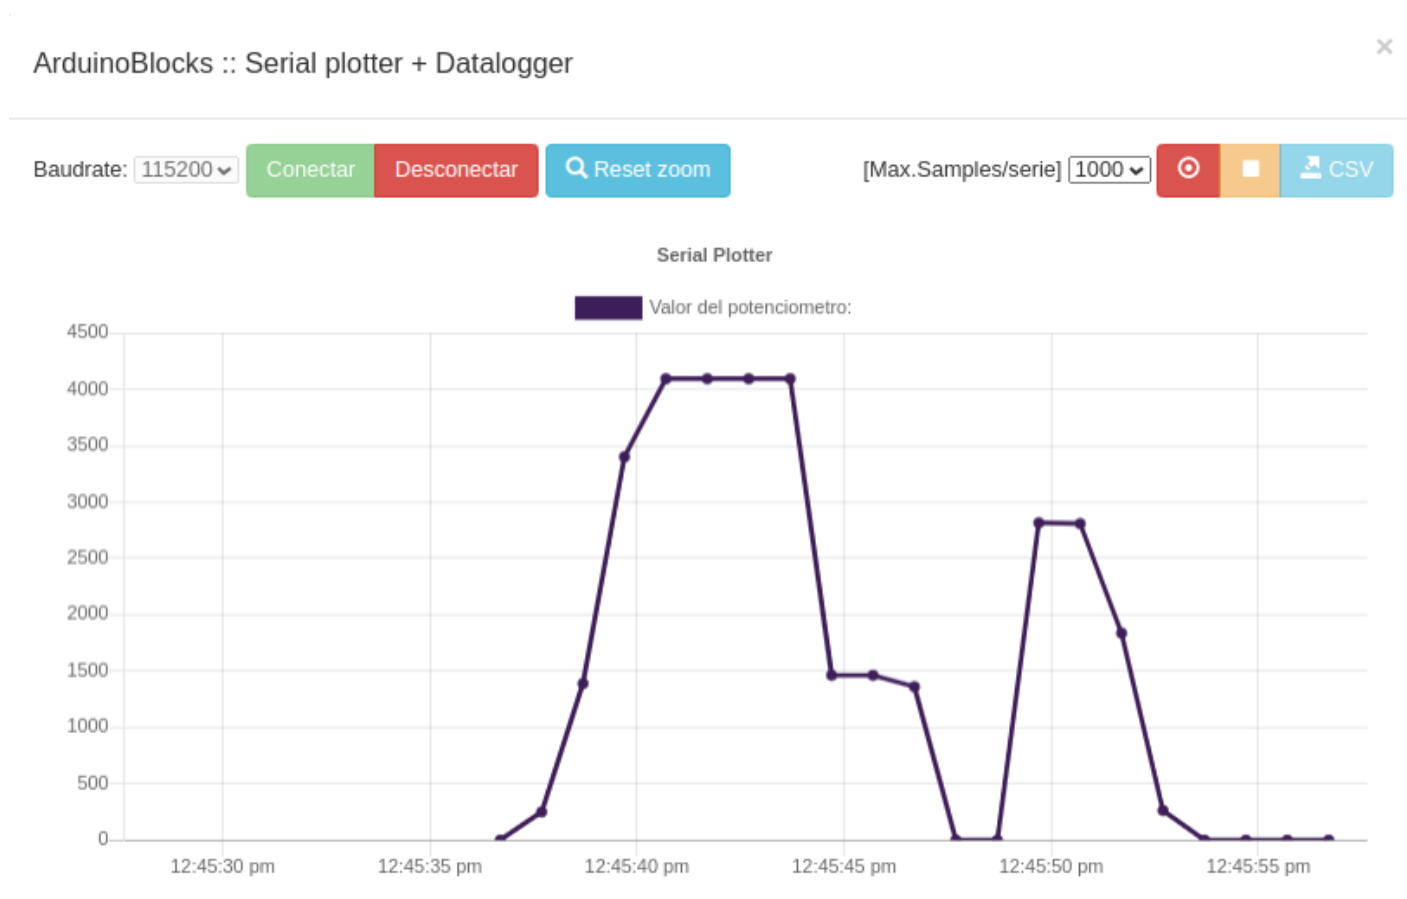 ArduinoBlocks :: Serial plotter + Datalogger
×
Baudrate: 115200 Conectar Desconectar Reset zoom [Max.Samples/serie] 1000 CSV
Serial Plotter
Valor del potenciometro:
4500
4000
3500
3000
2500
2000
1500
1000
500
0
12:45:30 pm 12:45:35 pm 12:45:40 pm 12:45:45 pm 12:45:50 pm 12:45:55 pm